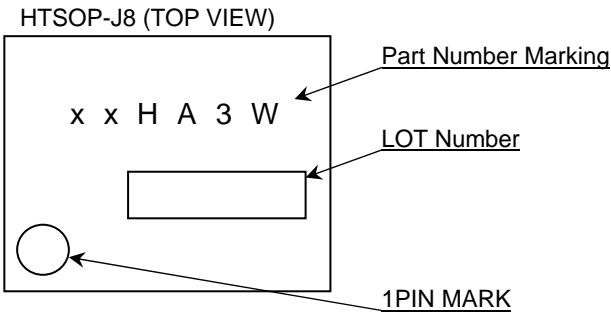 HTSOP-J8 (TOP VIEW)
Part Number Marking
x x H A 3 W
LOT Number
1PIN MARK